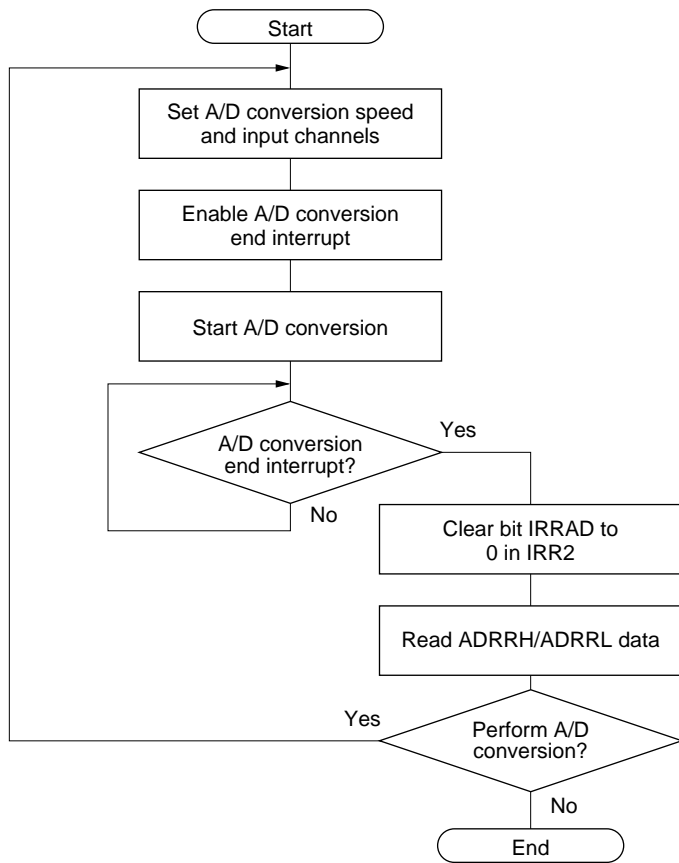 Start
Set A/D conversion speed
and input channels
Enable A/D conversion
end interrupt
Start A/D conversion
A/D conversion
end interrupt?
Yes
No
Clear bit IRRAD to
0 in IRR2
Read ADRRH/ADRRL data
Yes
Perform A/D
conversion?
No
End